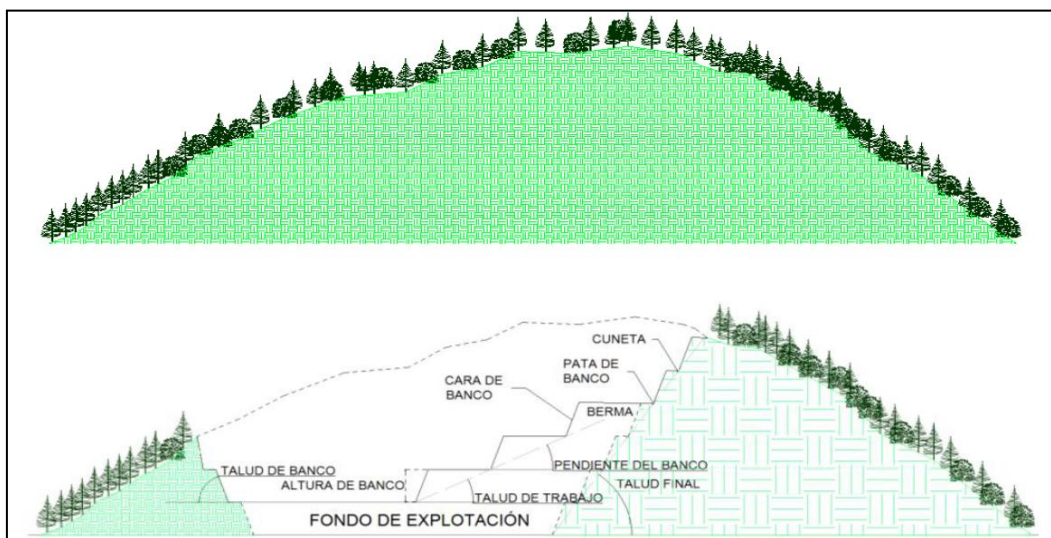 CUNETA
PATA DE
BANCO
CARA DE
BANCO
BERMA
TALUD DE BANCO
PENDIENTE DEL BANCO
ALTURA DE BANCO
TALUD FINAL
TALUD DE TRABAJO
FONDO DE EXPLOTACIÓN